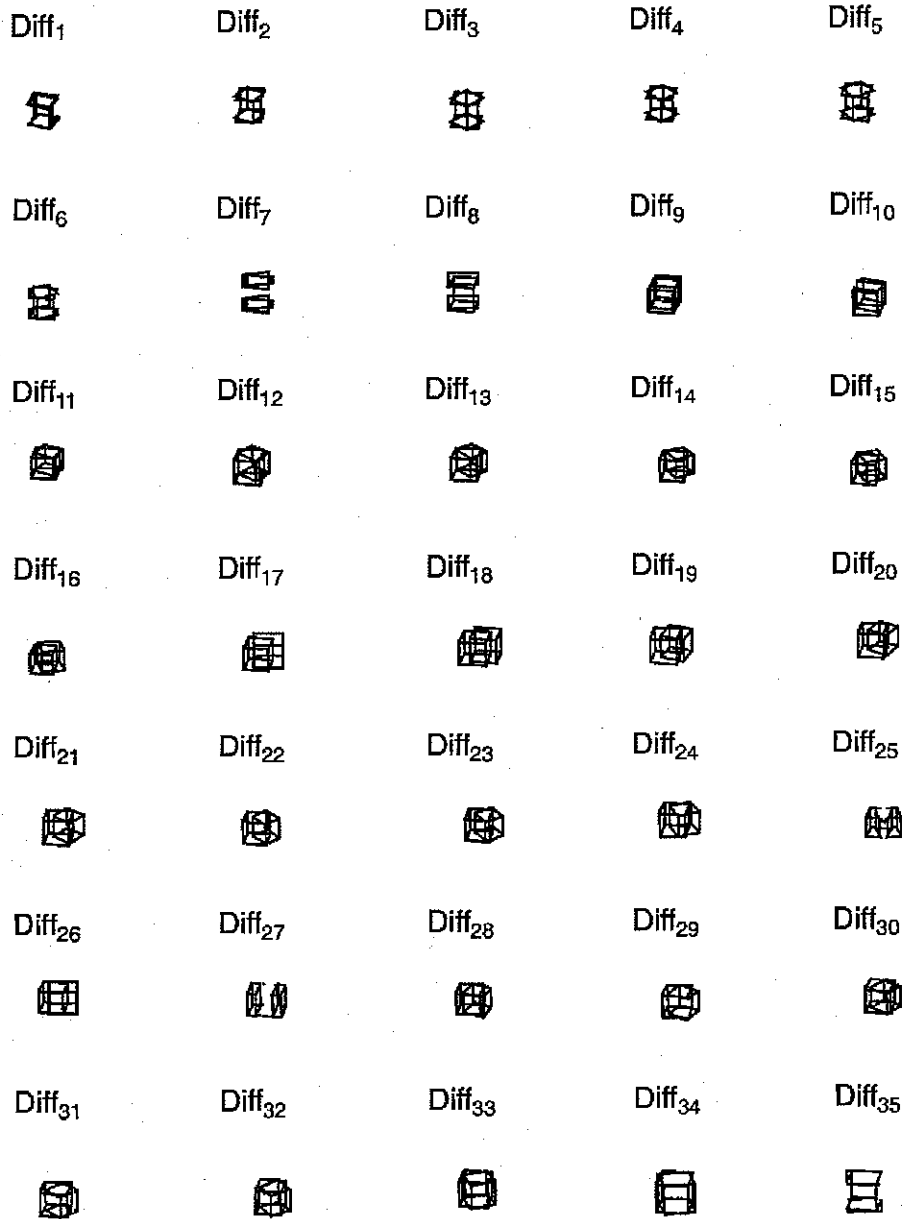 Diff₁ Diff₂ Diff₃ Diff₄ Diff₅
Diff₆ Diff₇ Diff₈ Diff₉ Diff₁₀
Diff₁₁ Diff₁₂ Diff₁₃ Diff₁₄ Diff₁₅
Diff₁₆ Diff₁₇ Diff₁₈ Diff₁₉ Diff₂₀
Diff₂₁ Diff₂₂ Diff₂₃ Diff₂₄ Diff₂₅
Diff₂₆ Diff₂₇ Diff₂₈ Diff₂₉ Diff₃₀
Diff₃₁ Diff₃₂ Diff₃₃ Diff₃₄ Diff₃₅